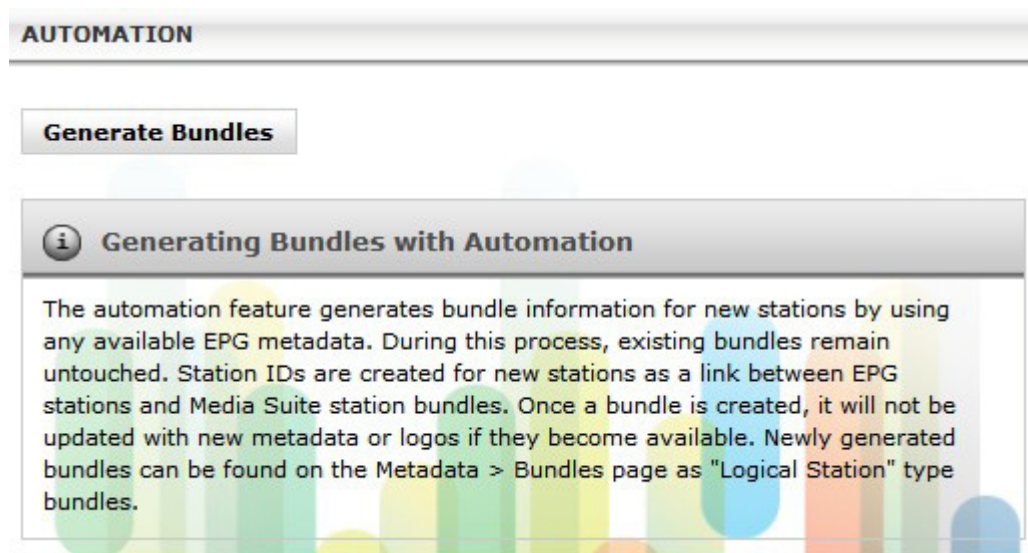 AUTOMATION
Generate Bundles
Generating Bundles with Automation
The automation feature generates bundle information for new stations by using
any available EPG metadata. During this process, existing bundles remain
untouched. Station IDs are created for new stations as a link between EPG
stations and Media Suite station bundles. Once a bundle is created, it will not be
updated with new metadata or logos if they become available. Newly generated
bundles can be found on the Metadata > Bundles page as "Logical Station" type
bundles.